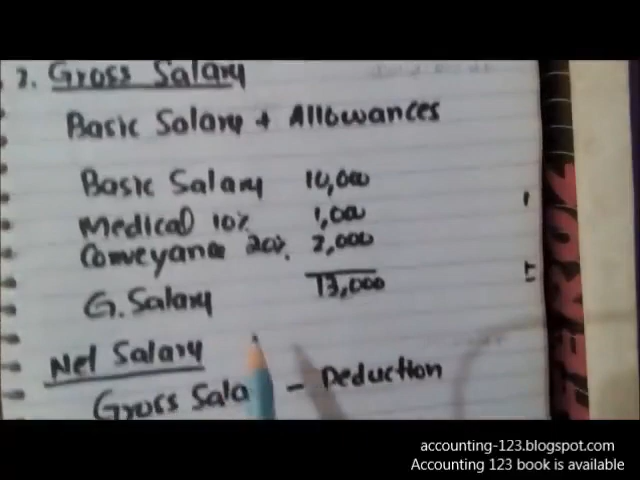 2. Gross Salary
Basic Salary + Allowances
Basic Salary 10,000
Medical 10% 1,000
Conveyance 20% 2,000
G. Salary 13,000
Net Salary
Gross Sala - Deduction
accounting-123.blogspot.com
Accounting 123 book is available